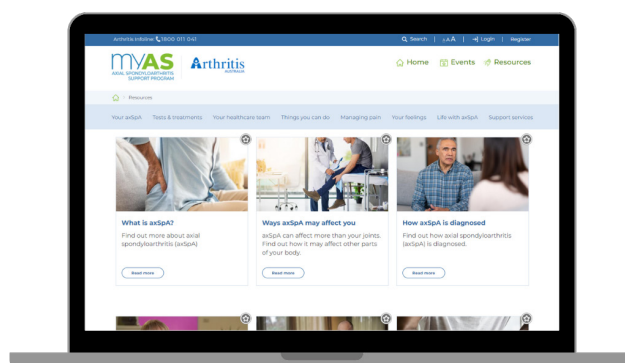 Arthritis Infoline: 1800 011 041
Search | AAA | Login | Register
MYAS
AXIAL SPONDYLOARTHRITIS
SUPPORT PROGRAM
Arthritis
AUSTRALIA
Home Events Resources
Resources
Your axSpA Tests & treatments Your healthcare team Things you can do Managing pain Your feelings Life with axSpA Support services
What is axSpA?
Find out more about axial
spondyloarthritis (axSpA)
Read more
Ways axSpA may affect you
axSpA can affect more than your joints.
Find out how it may affect other parts
of your body.
Read more
How axSpA is diagnosed
Find out how axial spondyloarthritis
(axSpA) is diagnosed.
Read more